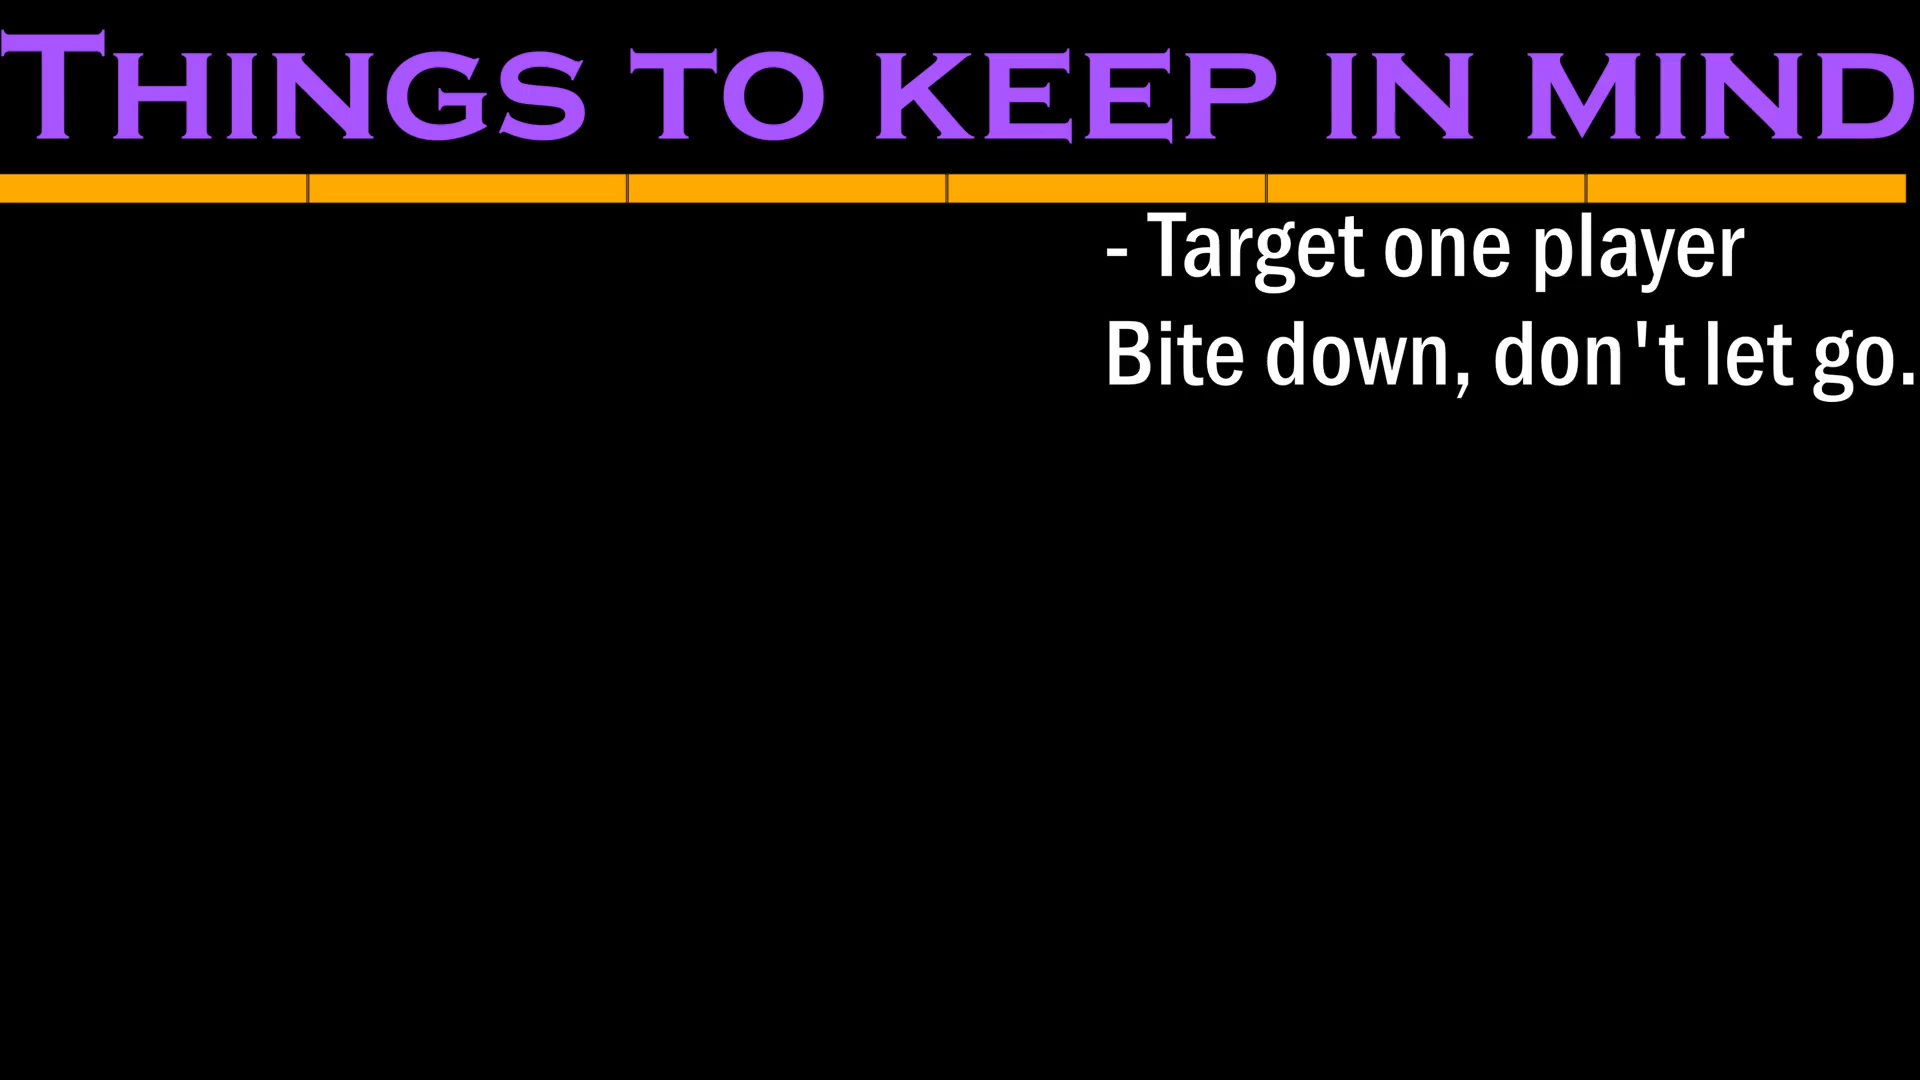 Things to keep in mind
- Target one player
Bite down, don't let go.